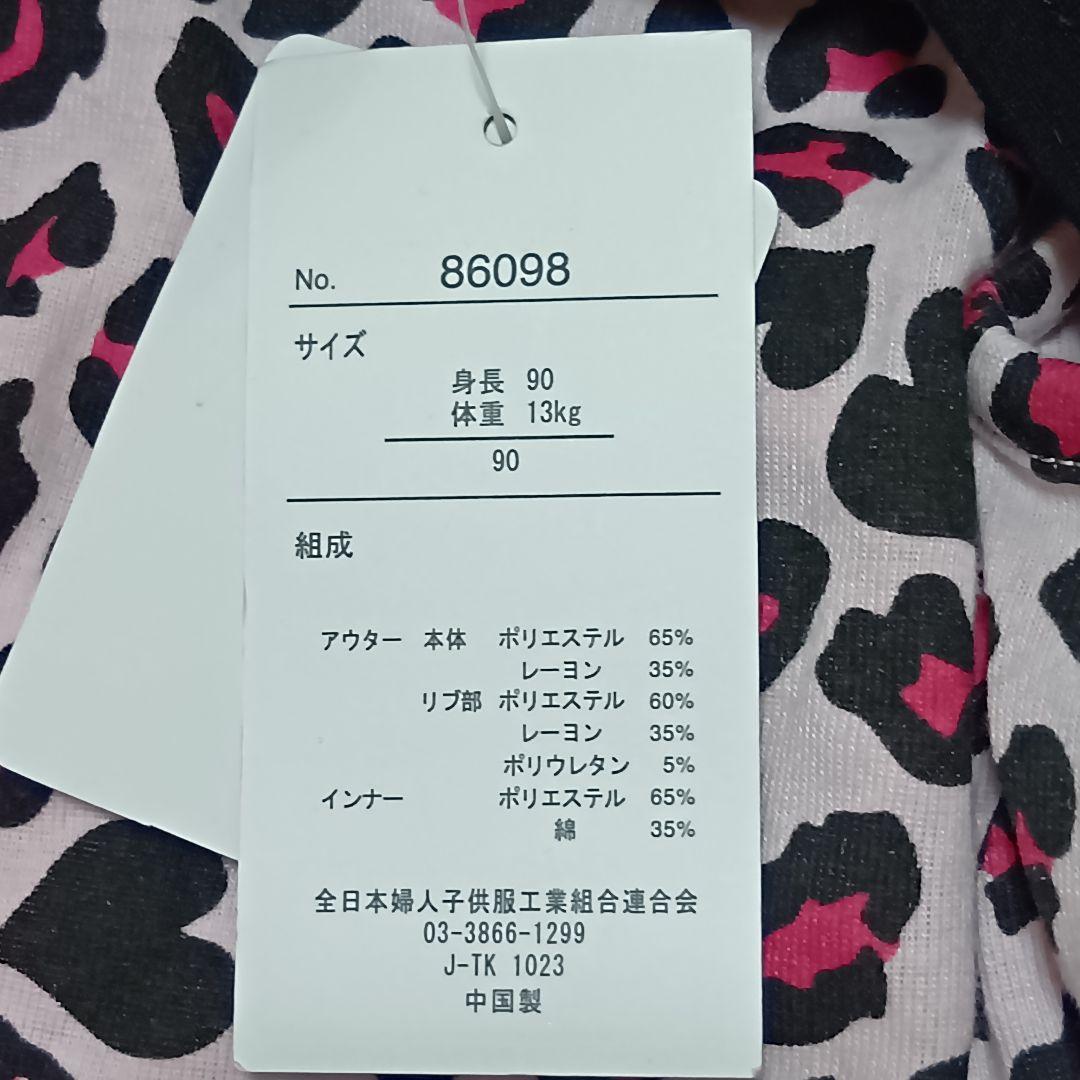 No. 86098
サイズ
身長 90
体重 13kg
90
組成
アウター 本体 ポリエステル 65%
レーヨン 35%
リブ部 ポリエステル 60%
レーヨン 35%
ポリウレタン 5%
インナー ポリエステル 65%
綿 35%
全日本婦人子供服工業組合連合会
03-3866-1299
J-TK 1023
中国製